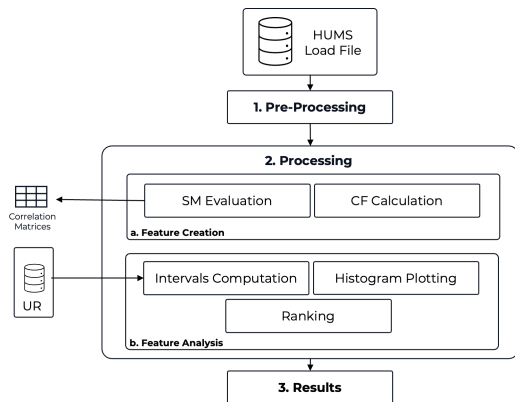 HUMS
Load File
1. Pre-Processing
2. Processing
SM Evaluation
CF Calculation
a. Feature Creation
Correlation
Matrices
UR
Intervals Computation
Histogram Plotting
Ranking
b. Feature Analysis
3. Results